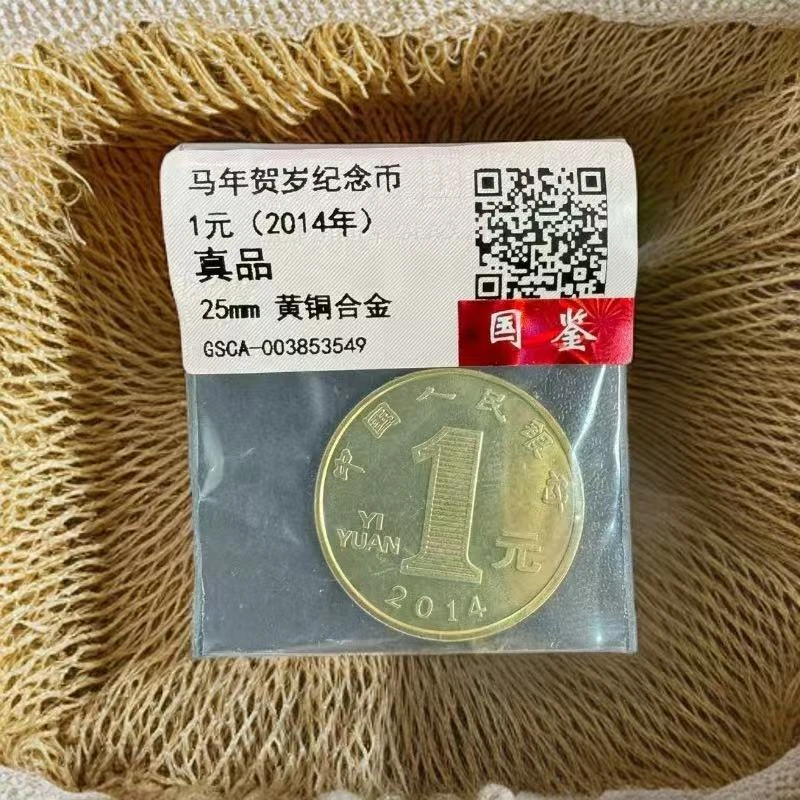 马年贺岁纪念币
1元（2014年）
真品
25mm 黄铜合金
GSCA-003853549
国鉴
中国人民银行
1元
YI
YUAN
2014